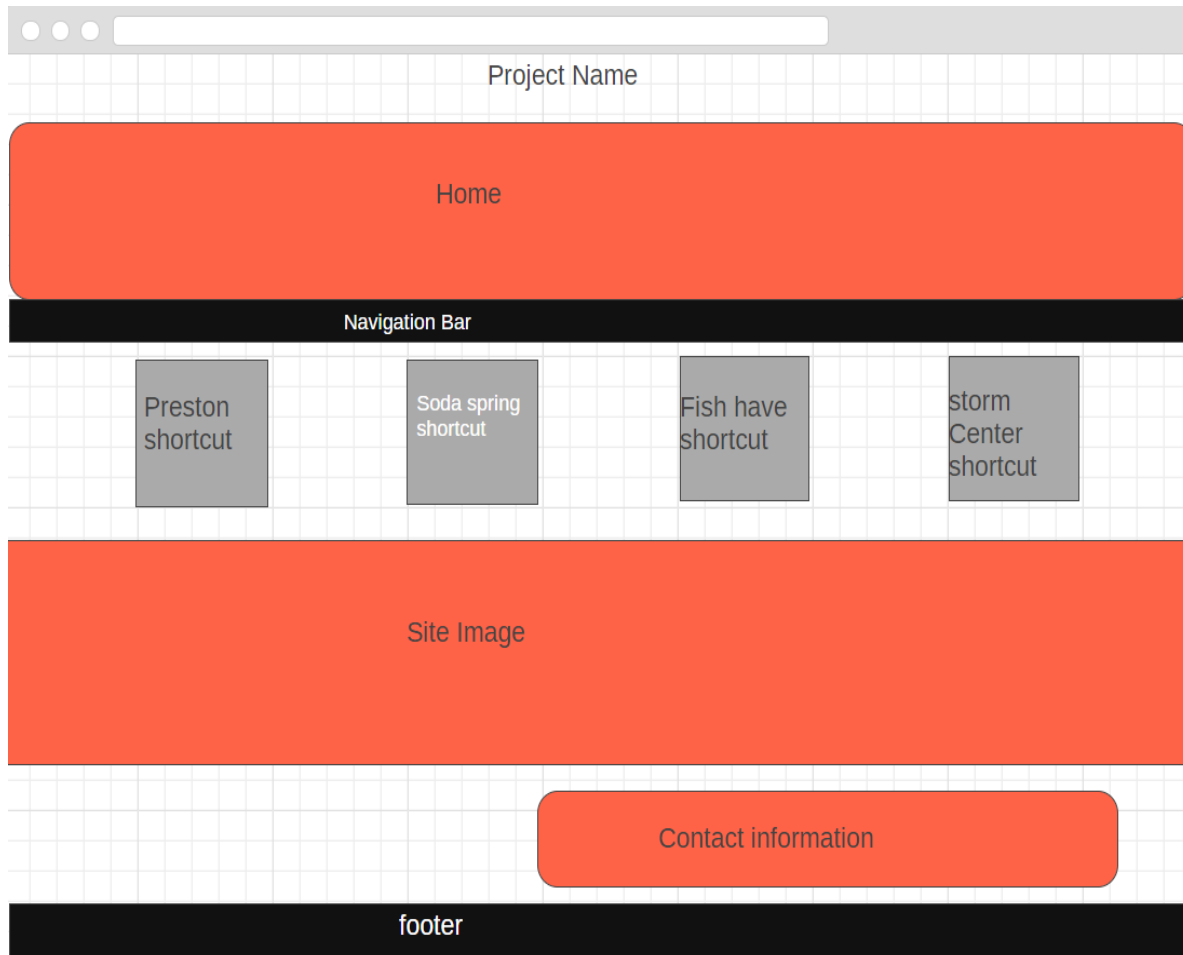 Project Name
Home
Navigation Bar
Preston
shortcut
Soda spring
shortcut
Fish have
shortcut
storm
Center
shortcut
Site Image
Contact information
footer